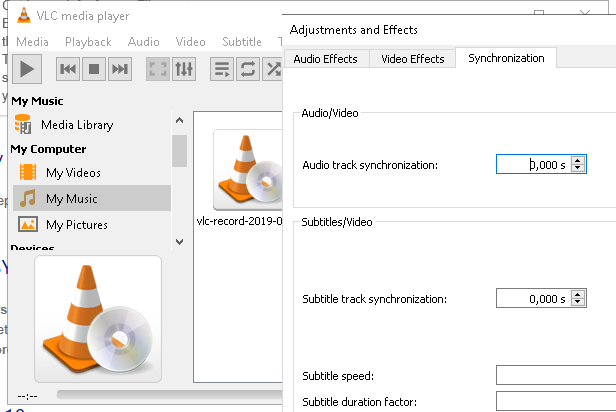 VLC media player
Media Playback Audio Video Subtitle
My Music
Media Library
My Computer
My Videos
My Music
My Pictures
Devices
vlc-record-2019-0
--:--
Adjustments and Effects
Audio Effects Video Effects Synchronization
Audio/Video
Audio track synchronization: 0,000 s
Subtitles/Video
Subtitle track synchronization: 0,000 s
Subtitle speed:
Subtitle duration factor: